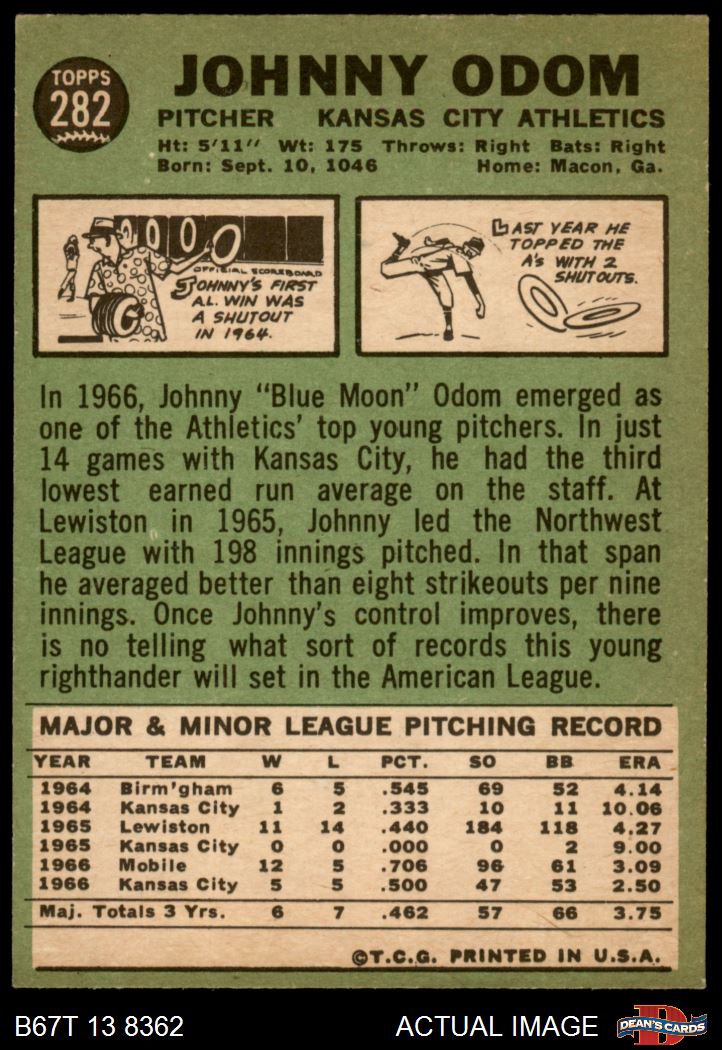 TOPPS
282
JOHNNY ODOM
PITCHER KANSAS CITY ATHLETICS
Ht: 5'11" Wt: 175 Throws: Right Bats: Right
Born: Sept. 10, 1046 Home: Macon, Ga.
0 0 0 0
OFFICIAL SCOREBOARD
JOHNNY'S FIRST
A.L. WIN WAS
A SHUTOUT
IN 1964.
LAST YEAR HE
TOPPED THE
A's WITH 2
SHUTOUTS.
In 1966, Johnny "Blue Moon" Odom emerged as
one of the Athletics' top young pitchers. In just
14 games with Kansas City, he had the third
lowest earned run average on the staff. At
Lewiston in 1965, Johnny led the Northwest
League with 198 innings pitched. In that span
he averaged better than eight strikeouts per nine
innings. Once Johnny's control improves, there
is no telling what sort of records this young
righthander will set in the American League.
MAJOR & MINOR LEAGUE PITCHING RECORD
YEAR TEAM W L PCT. SO BB ERA
1964 Birm'gham 6 5 .545 69 52 4.14
1964 Kansas City 1 2 .333 10 11 10.06
1965 Lewiston 11 14 .440 184 118 4.27
1965 Kansas City 0 0 .000 0 2 9.00
1966 Mobile 12 5 .706 96 61 3.09
1966 Kansas City 5 5 .500 47 53 2.50
Maj. Totals 3 Yrs. 6 7 .462 57 66 3.75
©T.C.G. PRINTED IN U.S.A.
B67T 13 8362 ACTUAL IMAGE
D
DEAN'S CARDS